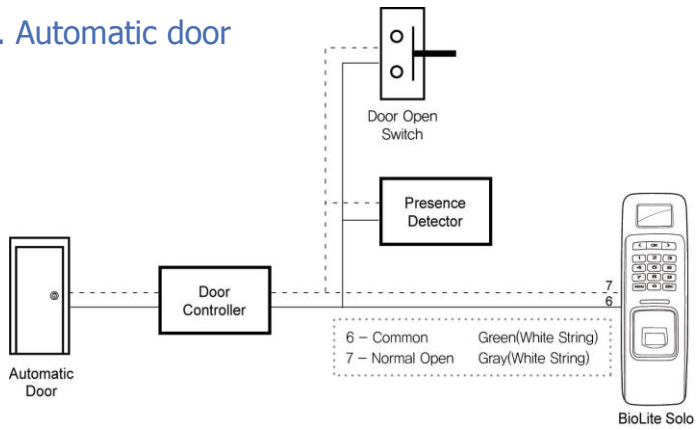 . Automatic door
Door Open
Switch
Presence
Detector
Door
Controller
7
6
6 – Common Green(White String)
7 – Normal Open Gray(White String)
Automatic
Door
BioLite Solo